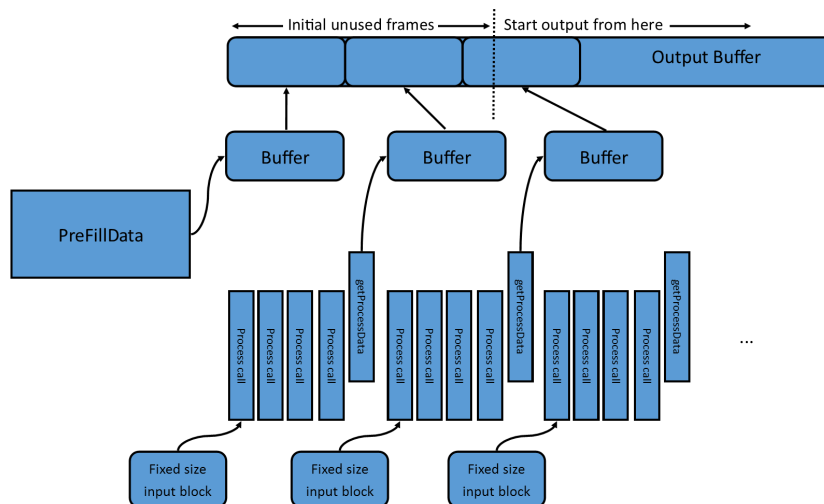 Initial unused frames
Start output from here
Output Buffer
Buffer
Buffer
Buffer
PreFillData
Process call
Process call
Process call
Process call
getProcessData
Process call
Process call
Process call
Process call
getProcessData
Process call
Process call
Process call
Process call
getProcessData
...
Fixed size
input block
Fixed size
input block
Fixed size
input block